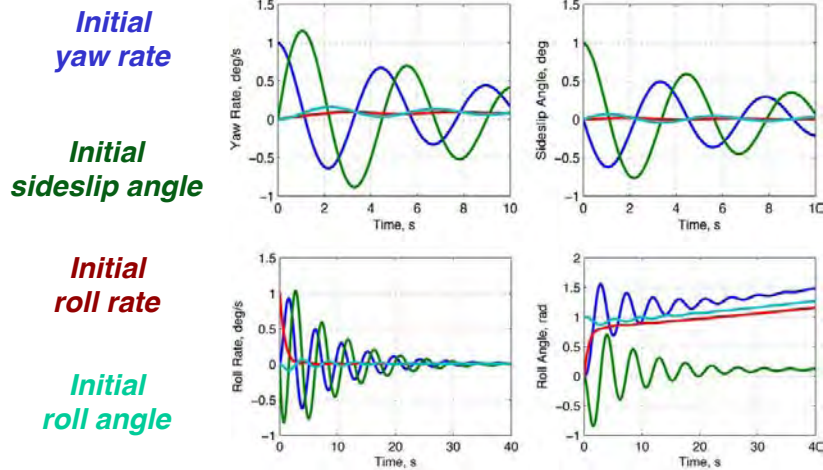 Initial
yaw rate
Initial
sideslip angle
Initial
roll rate
Initial
roll angle
Yaw Rate, deg/s
1.5
1
0.5
0
-0.5
-1
0 2 4 6 8 10
Time, s
Sideslip Angle, deg
1.5
1
0.5
0
-0.5
-1
0 2 4 6 8 10
Time, s
Roll Rate, deg/s
1.5
1
0.5
0
-0.5
-1
0 10 20 30 40
Time, s
Roll Angle, rad
2
1.5
1
0.5
0
-0.5
-1
0 10 20 30 40
Time, s